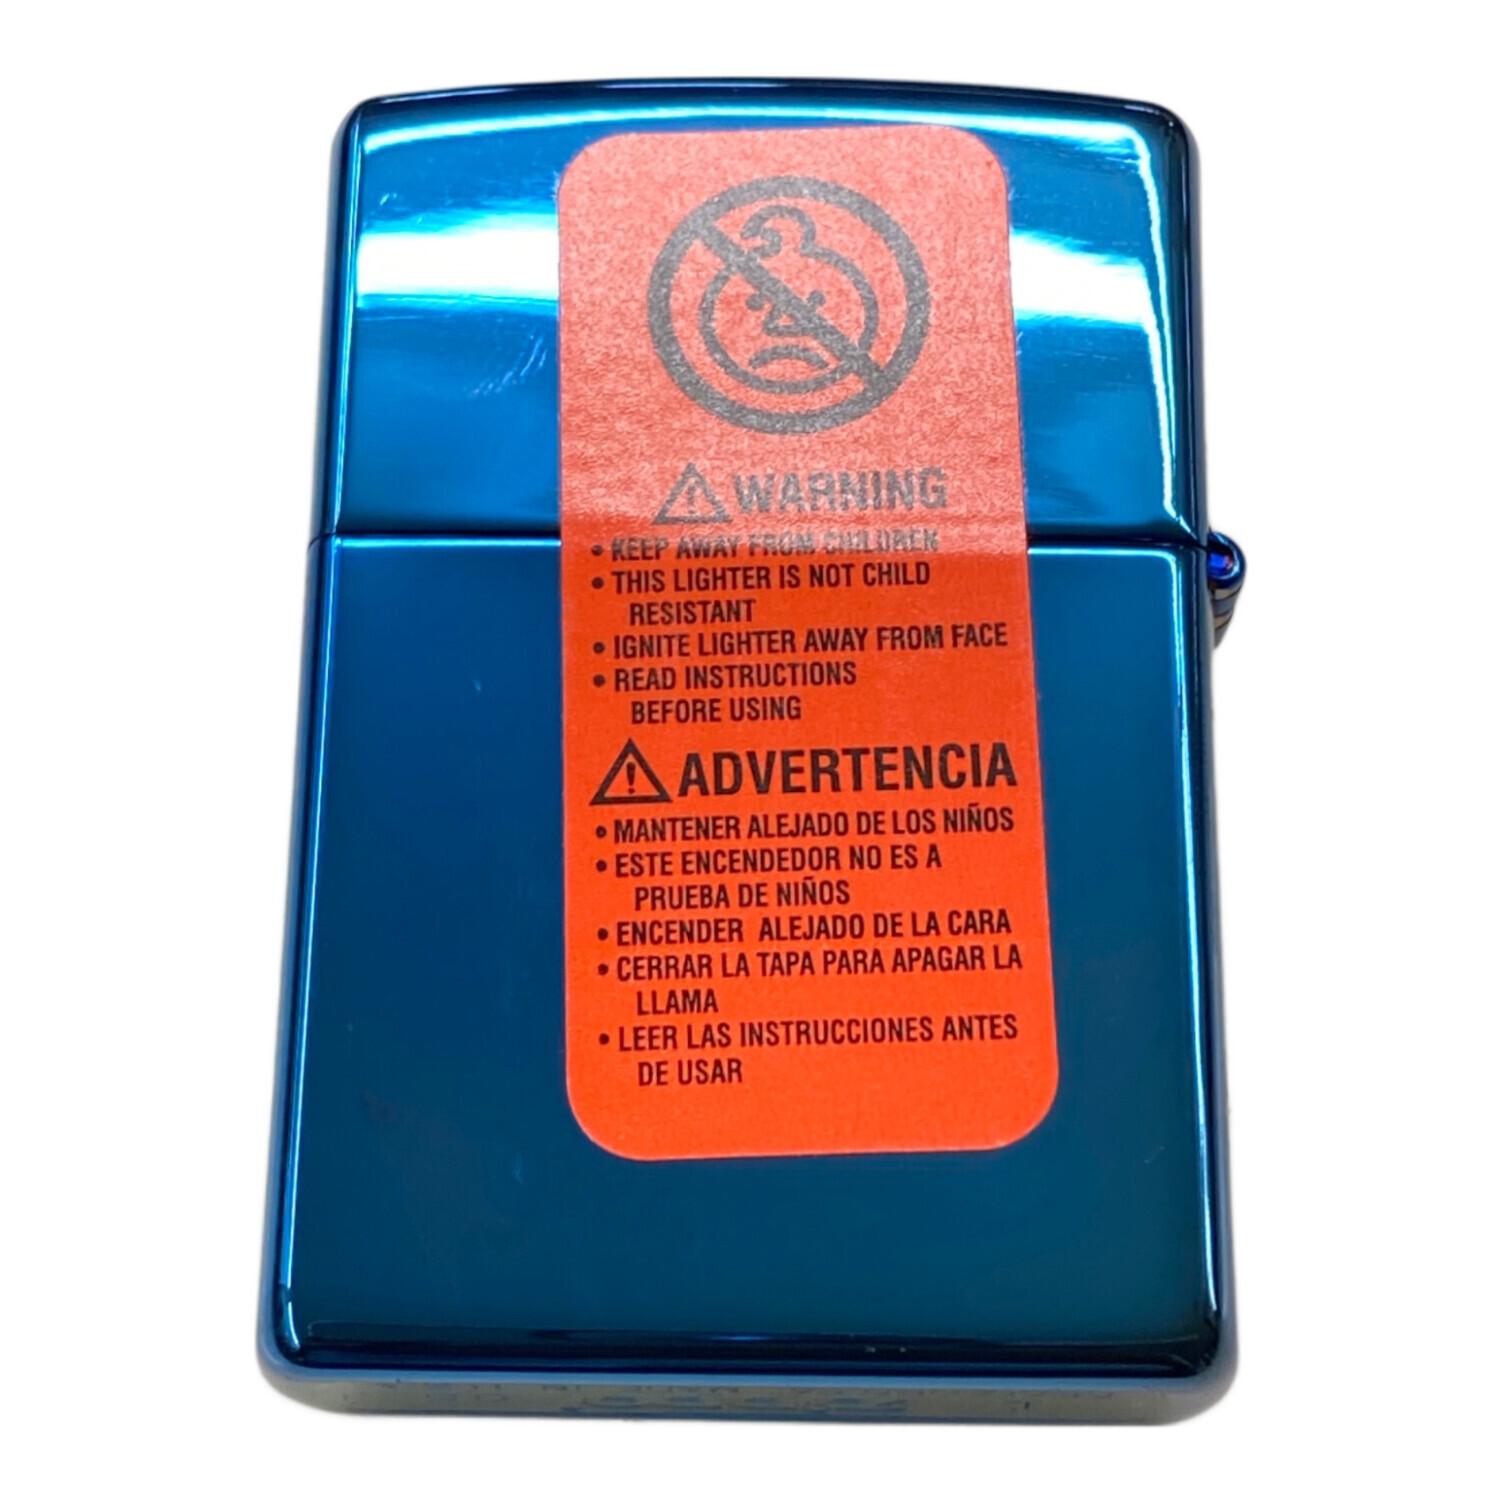 WARNING
• KEEP AWAY FROM CHILDREN
• THIS LIGHTER IS NOT CHILD
RESISTANT
• IGNITE LIGHTER AWAY FROM FACE
• READ INSTRUCTIONS
BEFORE USING
ADVERTENCIA
• MANTENER ALEJADO DE LOS NIÑOS
• ESTE ENCENDEDOR NO ES A
PRUEBA DE NIÑOS
• ENCENDER ALEJADO DE LA CARA
• CERRAR LA TAPA PARA APAGAR LA
LLAMA
• LEER LAS INSTRUCCIONES ANTES
DE USAR